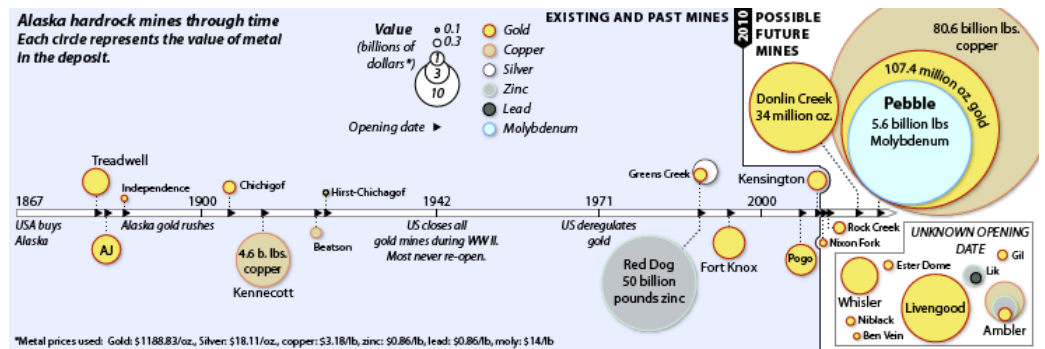 Alaska hardrock mines through time
Each circle represents the value of metal
in the deposit.
Value
(billions of
dollars*)
0.1
0.3
1
3
10
Opening date
Gold
Copper
Silver
Zinc
Lead
Molybdenum
EXISTING AND PAST MINES
2010
POSSIBLE
FUTURE
MINES
80.6 billion lbs.
copper
107.4 million oz. gold
Pebble
5.6 billion lbs
Molybdenum
Donlin Creek
34 million oz.
Treadwell
Independence
Chichigof
Hirst-Chichagof
Greens Creek
Kensington
1867
1900
1942
1971
2000
USA buys
Alaska
Alaska gold rushes
US closes all
gold mines during WW II.
Most never re-open.
US deregulates
gold
AJ
4.6 b. lbs.
copper
Kennecott
Beatson
Red Dog
50 billion
pounds zinc
Fort Knox
Pogo
Rock Creek
Nixon Fork
UNKNOWN OPENING
DATE
Gil
Ester Dome
Lik
Whisler
Livengood
Ambler
Niblack
Ben Vein
*Metal prices used: Gold: $1188.83/oz., Silver: $18.11/oz., copper: $3.18/lb, zinc: $0.86/lb, lead: $0.86/lb, moly: $14/lb